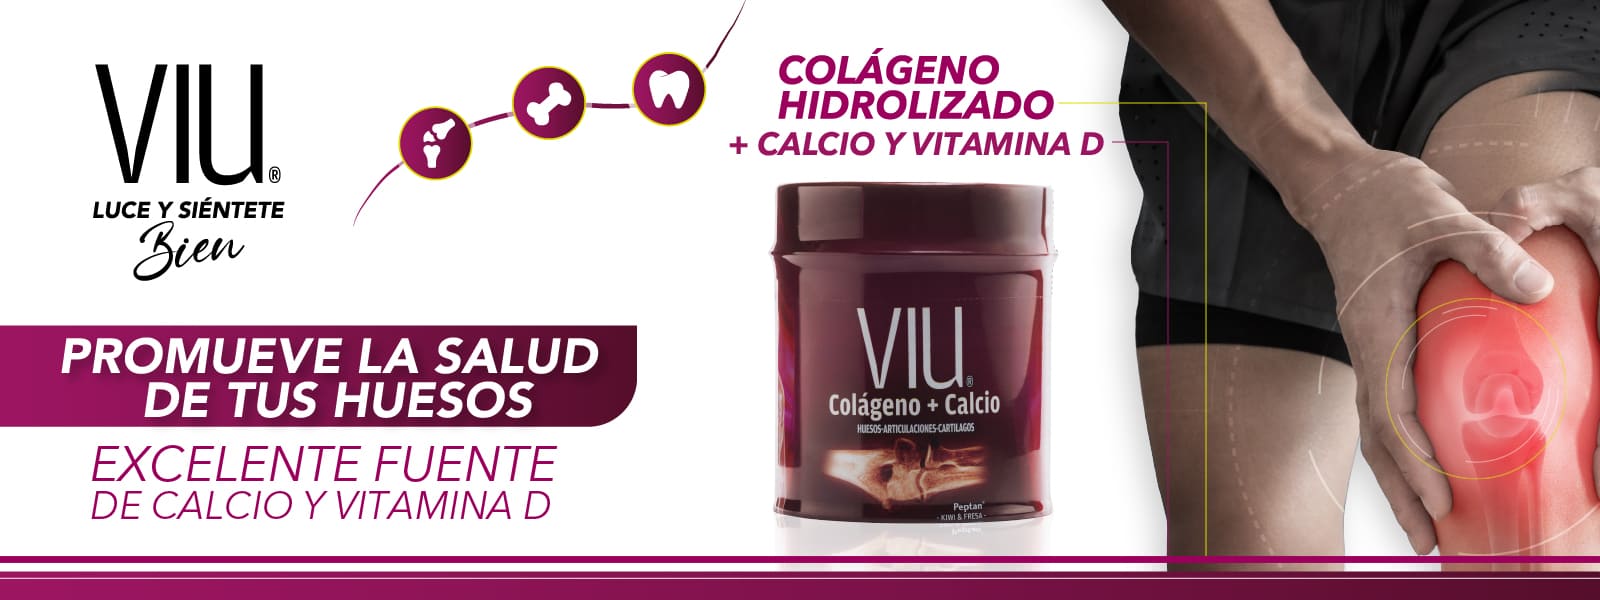 VIU®
LUCE Y SIÉNTETE
Bien
PROMUEVE LA SALUD
DE TUS HUESOS
EXCELENTE FUENTE
DE CALCIO Y VITAMINA D
COLÁGENO
HIDROLIZADO
+ CALCIO Y VITAMINA D
VIU®
Colágeno + Calcio
HUESOS-ARTICULACIONES-CARTILAGOS
Peptan®
- KIWI & FRESA -